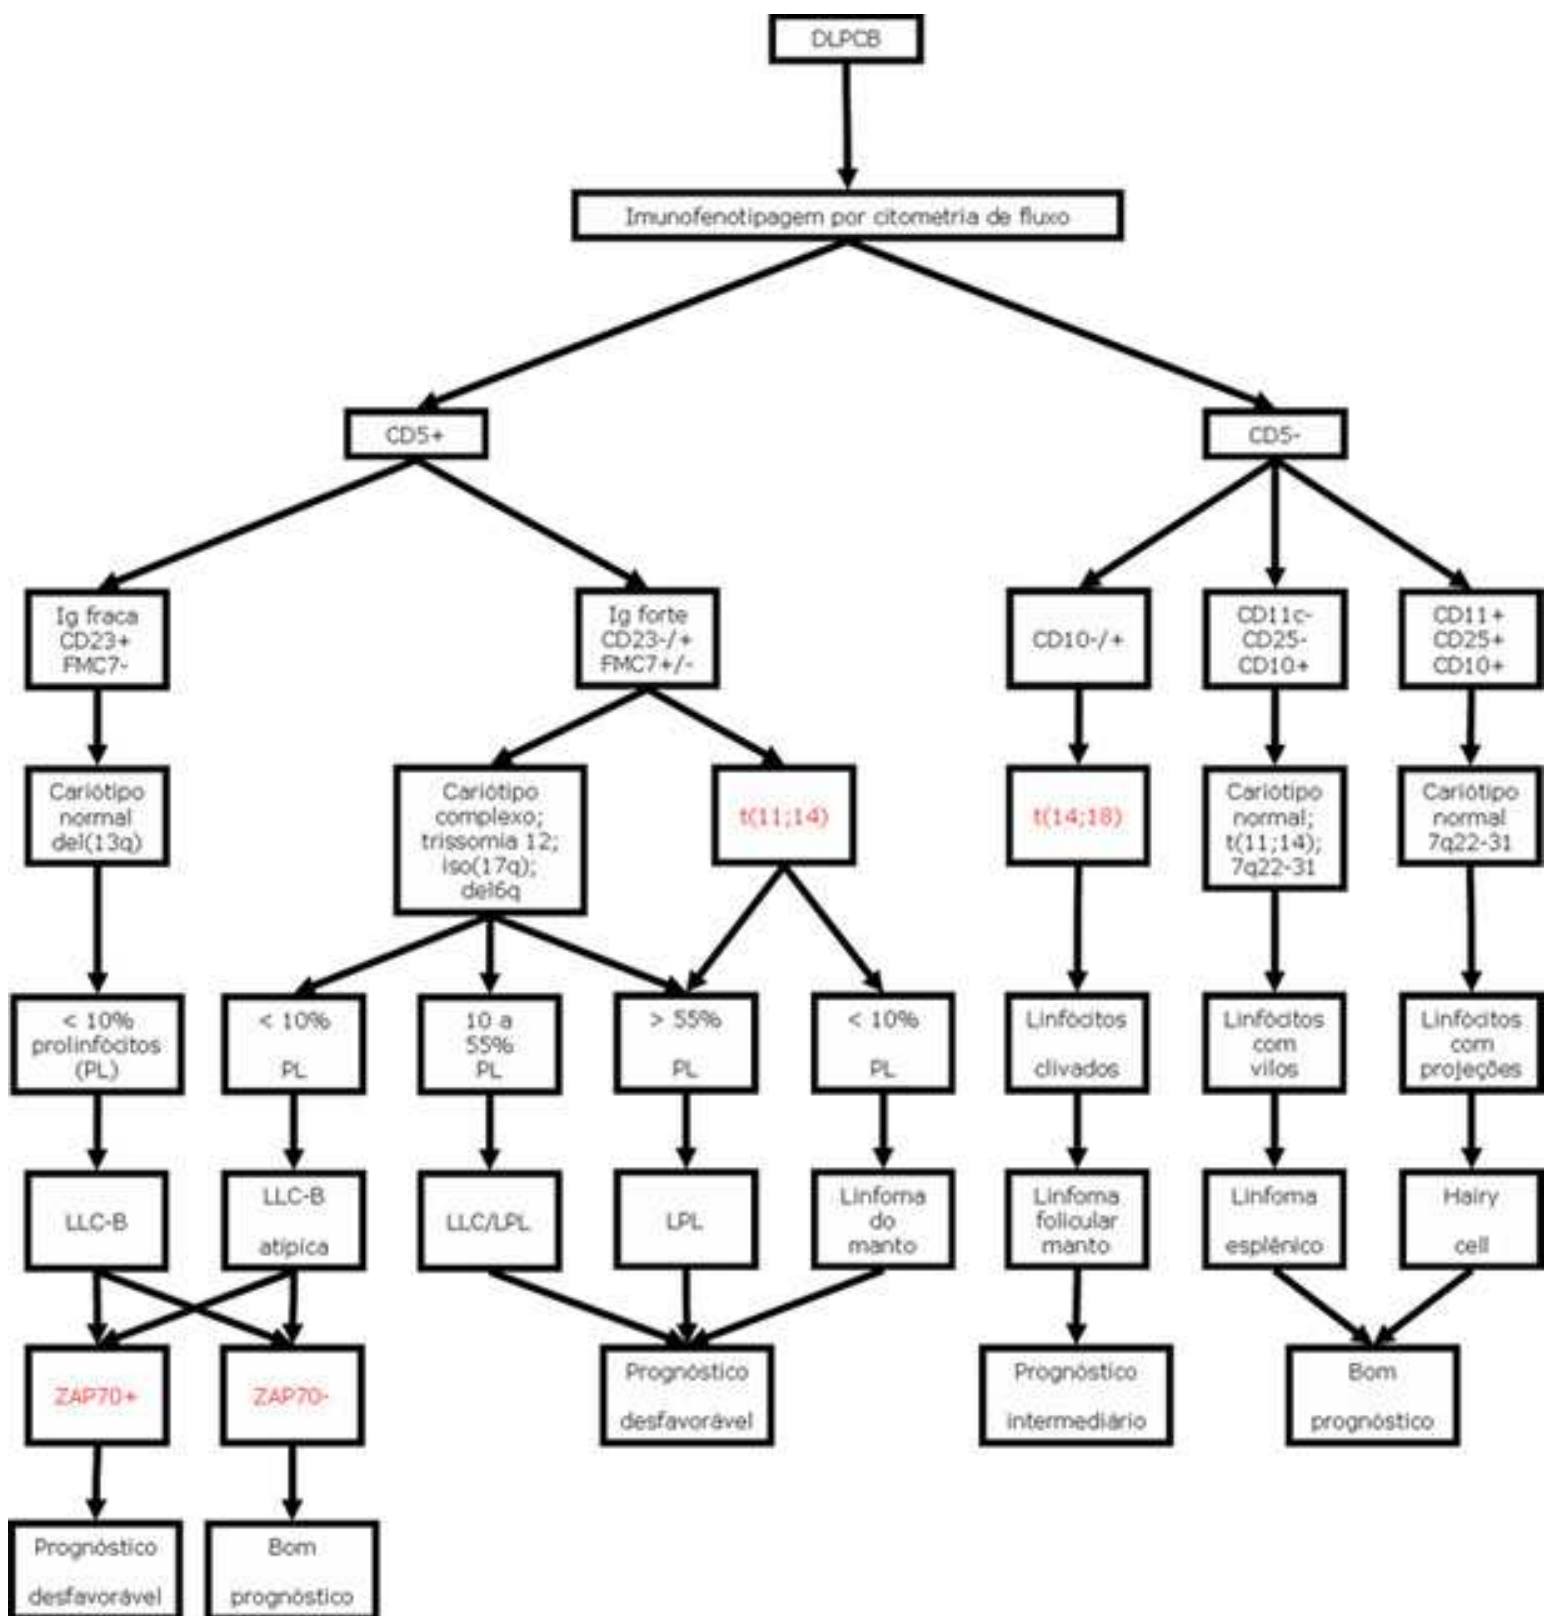 DLPCB
Imunofenotipagem por citometria de fluxo
CD5+
CD5-
Ig fraca
CD23+
FMC7-
Ig forte
CD23-/+
FMC7+/-
CD10-/+
CD11c-
CD25-
CD10+
CD11+
CD25+
CD10+
Cariótipo
normal
del(13q)
Cariótipo
complexo;
trissomia 12;
iso(17q);
del6q
t(11;14)
t(14;18)
Cariótipo
normal;
t(11;14);
7q22-31
Cariótipo
normal
7q22-31
< 10%
prolinfócitos
(PL)
< 10%
PL
10 a
55%
PL
> 55%
PL
< 10%
PL
Linfócitos
clivados
Linfócitos
com
vilos
Linfócitos
com
projeções
LLC-B
LLC-B
atípica
LLC/LPL
LPL
Linfoma
do
manto
Linfoma
folicular
manto
Linfoma
esplênico
Hairy
cell
ZAP70+
ZAP70-
Prognóstico
desfavorável
Prognóstico
intermediário
Bom
prognóstico
Prognóstico
desfavorável
Bom
prognóstico